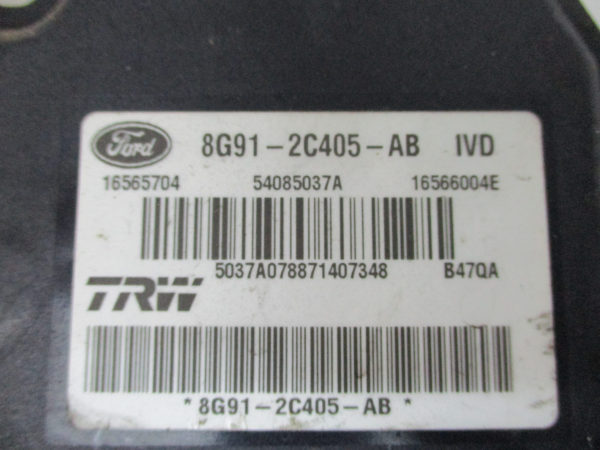 Ford 8G91-2C405-AB IVD
16565704 54085037A 16566004E
5037A078871407348 B47QA
TRW
*8G91-2C405-AB*